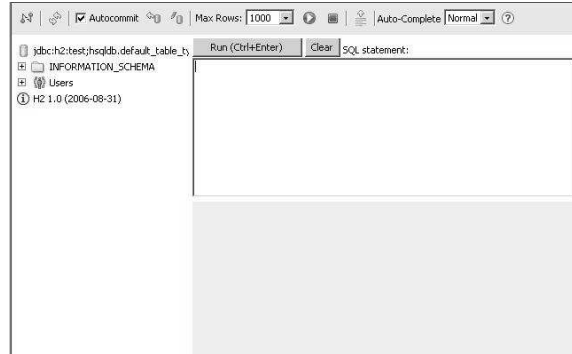 Autocommit Max Rows: 1000 Auto-Complete Normal
jdbc:h2:test;hsqldb.default_table_ty
INFORMATION_SCHEMA
Users
H2 1.0 (2006-08-31)
Run (Ctrl+Enter) Clear SQL statement: